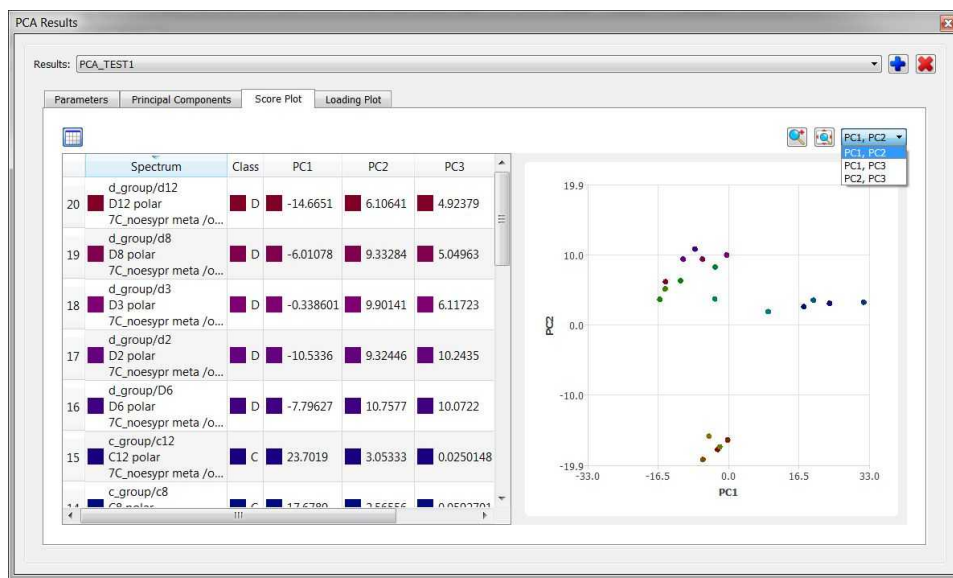 PCA Results
Results: PCA_TEST1
Parameters Principal Components Score Plot Loading Plot
PC1, PC2
PC1, PC2
PC1, PC3
PC2, PC3
Spectrum Class PC1 PC2 PC3
d_group/d12
20 D12 polar D -14.6651 6.10641 4.92379
7C_noesypr meta /o...
d_group/d8
19 D8 polar D -6.01078 9.33284 5.04963
7C_noesypr meta /o...
d_group/d3
18 D3 polar D -0.338601 9.90141 6.11723
7C_noesypr meta /o...
d_group/d2
17 D2 polar D -10.5336 9.32446 10.2435
7C_noesypr meta /o...
d_group/D6
16 D6 polar D -7.79627 10.7577 10.0722
7C_noesypr meta /o...
c_group/c12
15 C12 polar C 23.7019 3.05333 0.0250148
7C_noesypr meta /o...
c_group/c8
14 C8 polar C 17.6789
19.9
10.0
0.0
-10.0
-19.9
PC2
-33.0 -16.5 0.0 16.5 33.0
PC1